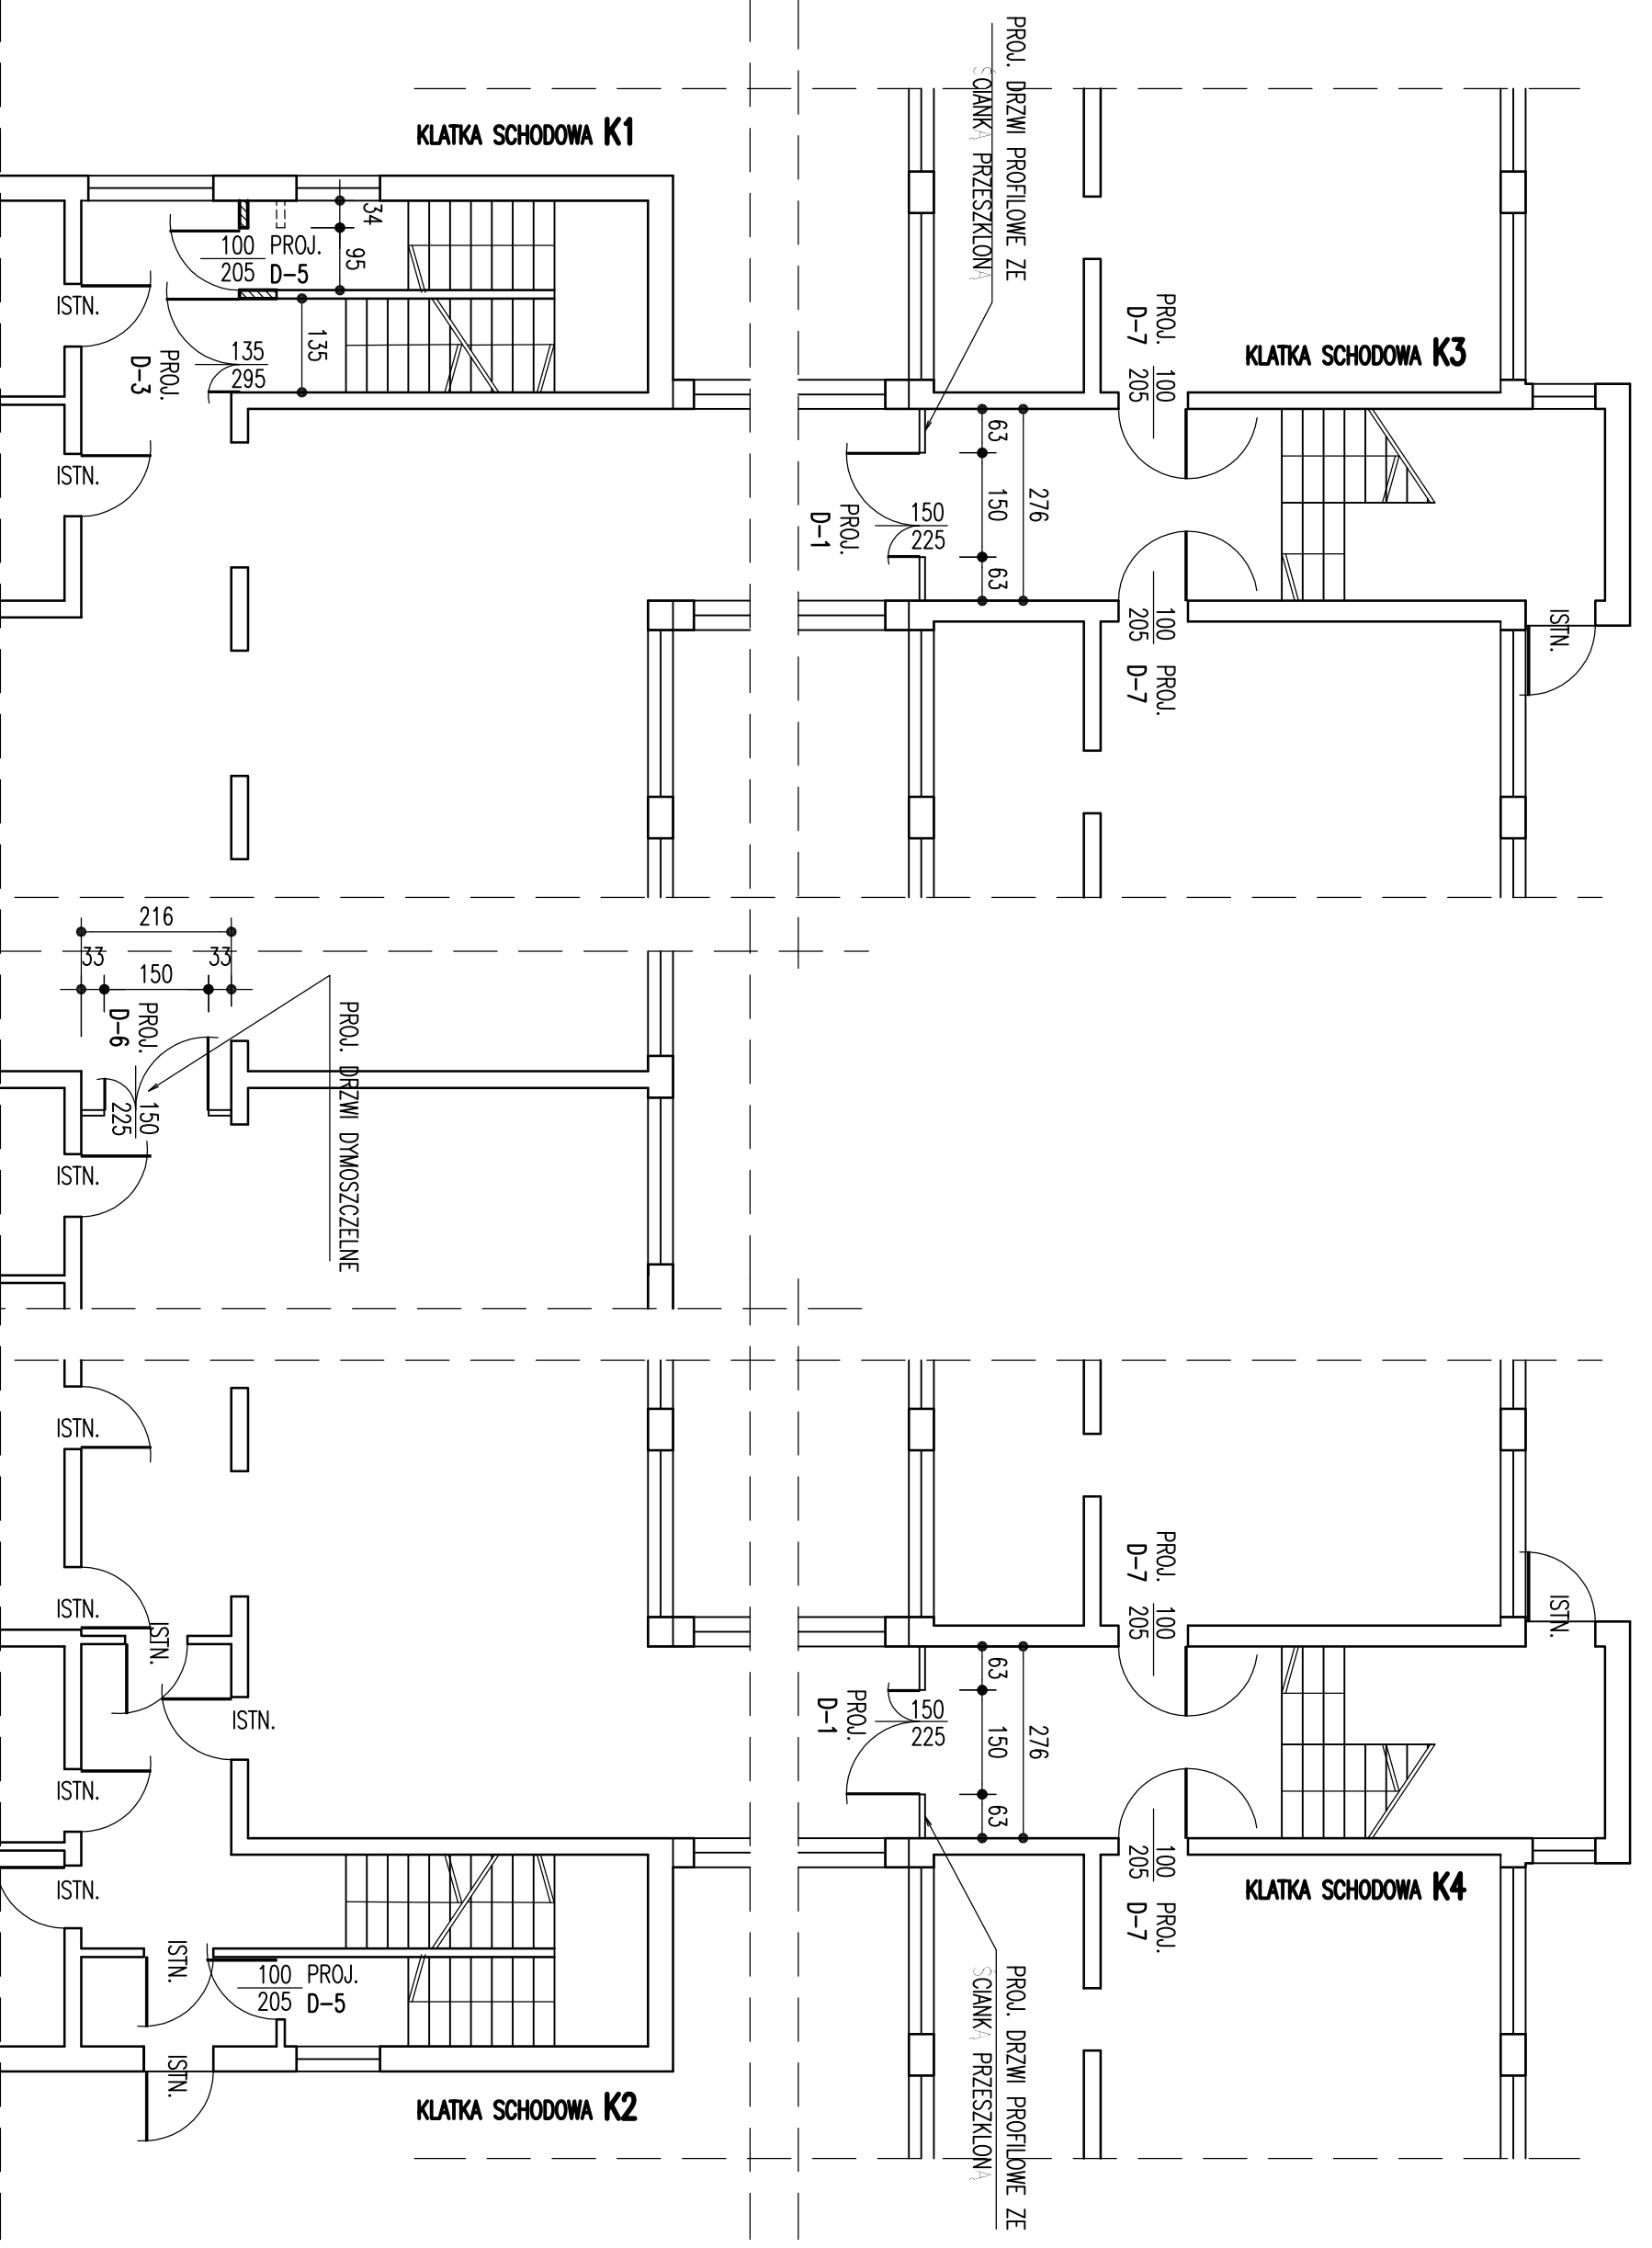 PROJ. DRZWI PROFILOWE ZE
ŚCIANKĄ PRZESZKLONĄ
KLATKA SCHODOWA K1
34
95
100
205
PROJ.
D-5
ISTN.
135
135
295
PROJ.
D-3
ISTN.
PROJ.
D-7
100
205
KLATKA SCHODOWA K3
63
150
276
63
150
225
PROJ.
D-1
100
205
PROJ.
D-7
ISTN.
216
33
150
33
PROJ.
D-6
150
225
PROJ. DRZWI DYMOSZCZELNE
ISTN.
ISTN.
ISTN.
ISTN.
ISTN.
ISTN.
ISTN.
PROJ.
D-7
100
205
ISTN.
63
150
276
63
150
225
PROJ.
D-1
100
205
PROJ.
D-7
KLATKA SCHODOWA K4
ISTN.
100
205
PROJ.
D-5
ISTN.
KLATKA SCHODOWA K2
PROJ. DRZWI PROFILOWE ZE
ŚCIANKĄ PRZESZKLONĄ